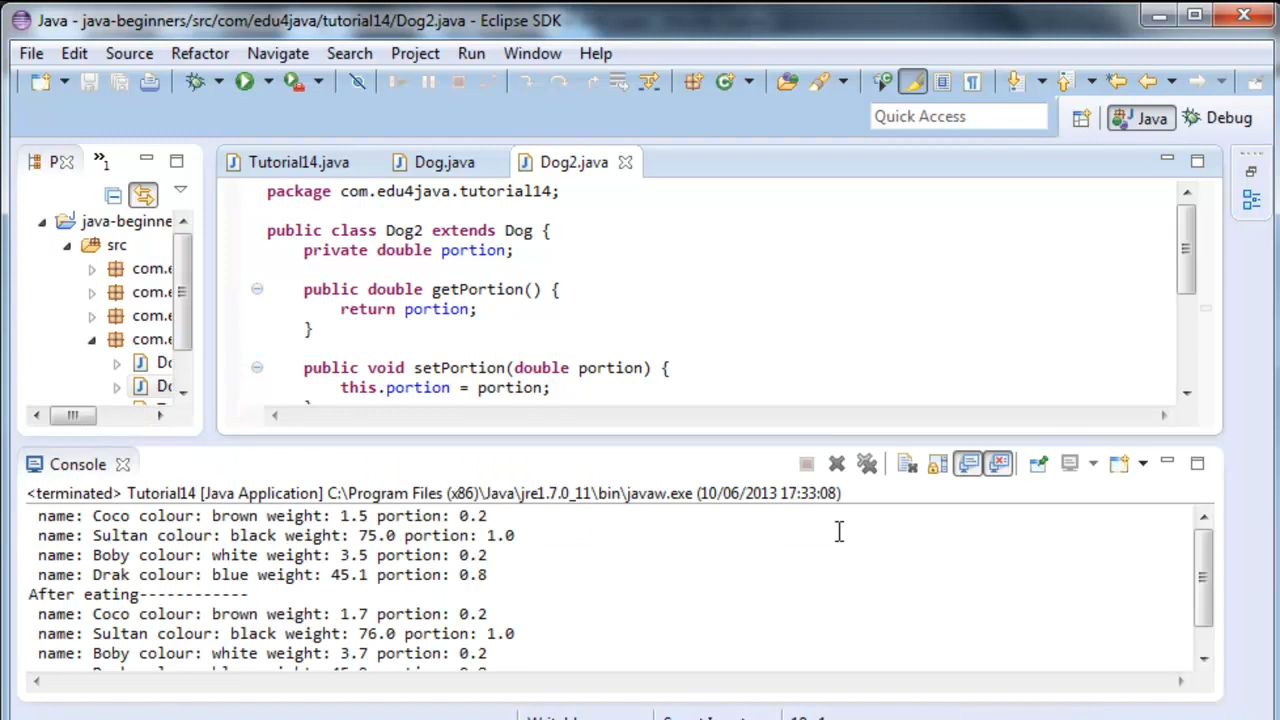 Java - java-beginners/src/com/edu4java/tutorial14/Dog2.java - Eclipse SDK
File Edit Source Refactor Navigate Search Project Run Window Help
Quick Access
Java
Debug
P
»1
Tutorial14.java
Dog.java
Dog2.java
java-beginne
src
com.e
com.e
com.e
com.e
Do
Do
package com.edu4java.tutorial14;
public class Dog2 extends Dog {
private double portion;
public double getPortion() {
return portion;
}
public void setPortion(double portion) {
this.portion = portion;
Console
<terminated> Tutorial14 [Java Application] C:\Program Files (x86)\Java\jre1.7.0_11\bin\javaw.exe (10/06/2013 17:33:08)
name: Coco colour: brown weight: 1.5 portion: 0.2
name: Sultan colour: black weight: 75.0 portion: 1.0
name: Boby colour: white weight: 3.5 portion: 0.2
name: Drak colour: blue weight: 45.1 portion: 0.8
After eating------------
name: Coco colour: brown weight: 1.7 portion: 0.2
name: Sultan colour: black weight: 76.0 portion: 1.0
name: Boby colour: white weight: 3.7 portion: 0.2